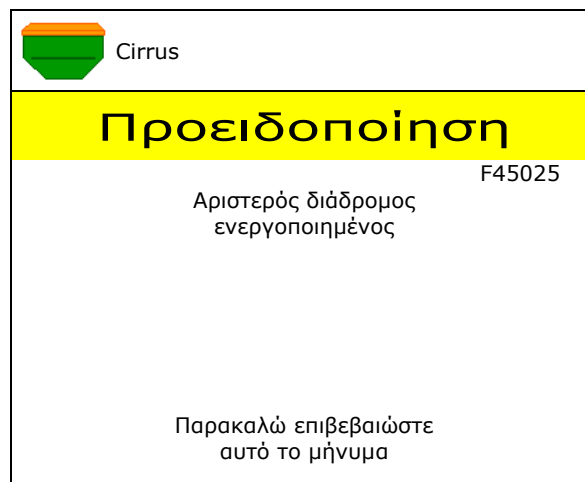 Cirrus
Προειδοποίηση
F45025
Αριστερός διάδρομος
ενεργοποιημένος
Παρακαλώ επιβεβαιώστε
αυτό το μήνυμα